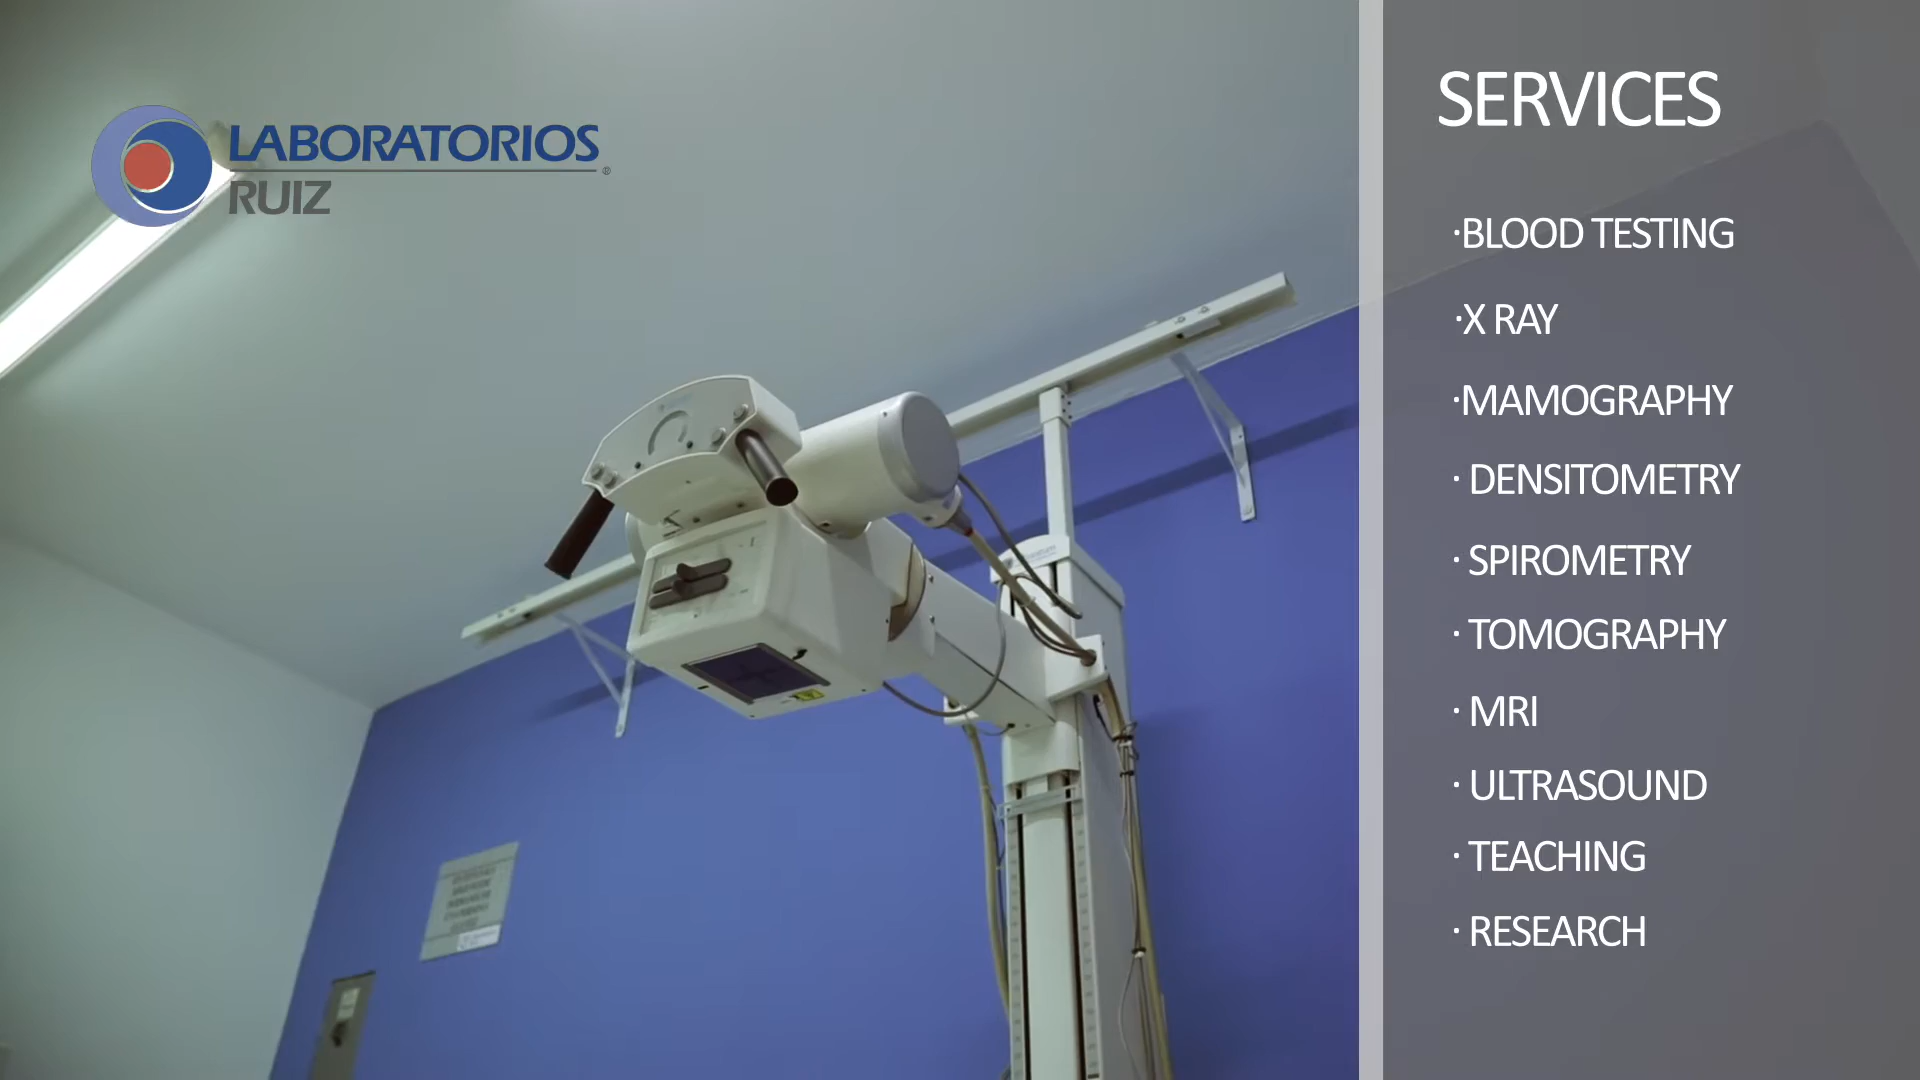 LABORATORIOS
RUIZ
®
SERVICES
·BLOOD TESTING
·X RAY
·MAMOGRAPHY
· DENSITOMETRY
· SPIROMETRY
· TOMOGRAPHY
· MRI
· ULTRASOUND
· TEACHING
· RESEARCH